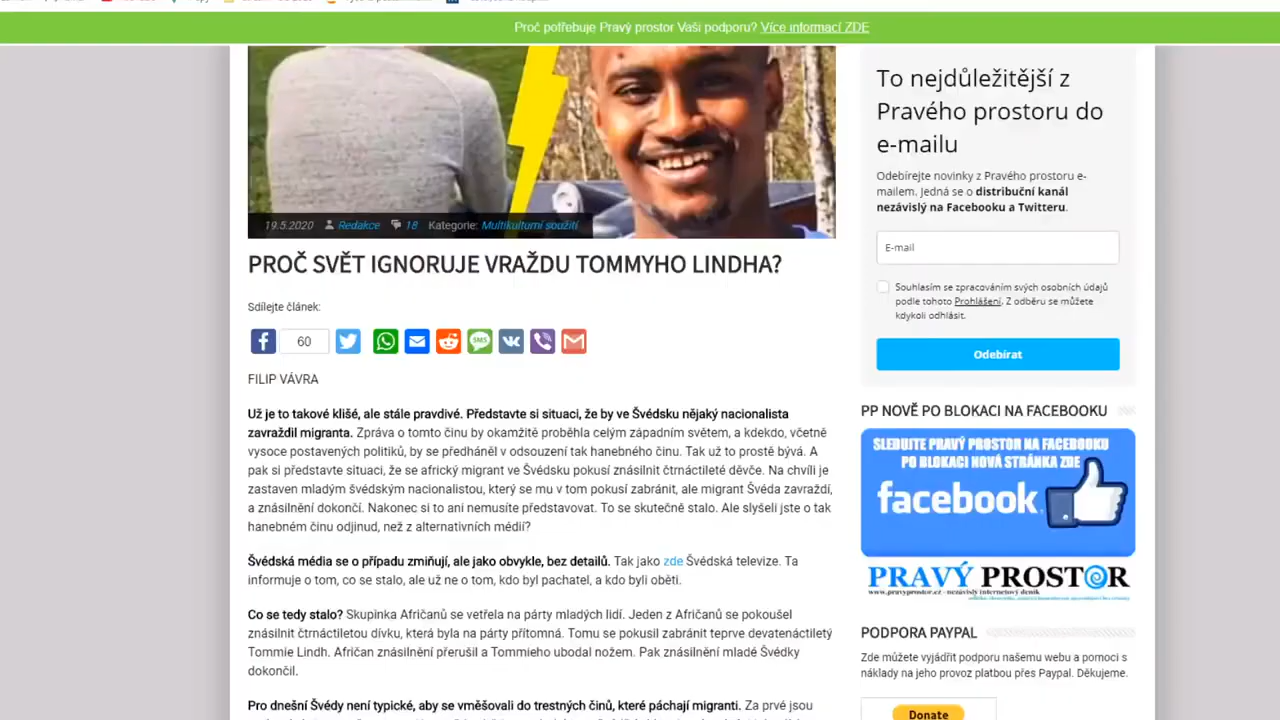 Proč potřebuje Pravý prostor Vaši podporu? Více informací ZDE
19.5.2020 Redakce 18 Kategorie: Multikulturní soužití
PROČ SVĚT IGNORUJE VRAŽDU TOMMYHO LINDHA?
Sdílejte článek:
60
FILIP VÁVRA
Už je to takové klišé, ale stále pravdivé. Představte si situaci, že by ve Švédsku nějaký nacionalista
zavraždil migranta. Zpráva o tomto činu by okamžitě proběhla celým západním světem, a kdekdo, včetně
vysoce postavených politiků, by se předháněl v odsouzení tak hanebného činu. Tak už to prostě bývá. A
pak si představte situaci, že se africký migrant ve Švédsku pokusí znásilnit čtrnáctileté děvče. Na chvíli je
zastaven mladým švédským nacionalistou, který se mu v tom pokusí zabránit, ale migrant Švéda zavraždí,
a znásilnění dokončí. Nakonec si to ani nemusíte představovat. To se skutečně stalo. Ale slyšeli jste o tak
hanebném činu odjinud, než z alternativních médií?
Švédská média se o případu zmiňují, ale jako obvykle, bez detailů. Tak jako zde Švédská televize. Ta
informuje o tom, co se stalo, ale už ne o tom, kdo byl pachatel, a kdo byli oběti.
Co se tedy stalo? Skupinka Afričanů se vetřela na párty mladých lidí. Jeden z Afričanů se pokoušel
znásilnit čtrnáctiletou dívku, která byla na párty přítomná. Tomu se pokusil zabránit teprve devatenáctiletý
Tommie Lindh. Afričan znásilnění přerušil a Tommieho ubodal nožem. Pak znásilnění mladé Švédky
dokončil.
Pro dnešní Švédy není typické, aby se vměšovali do trestných činů, které páchají migranti. Za prvé jsou
To nejdůležitější z
Pravého prostoru do
e-mailu
Odebírejte novinky z Pravého prostoru e-
mailem. Jedná se o distribuční kanál
nezávislý na Facebooku a Twitteru.
E-mail
Souhlasím se zpracováním svých osobních údajů
podle tohoto Prohlášení. Z odběru se můžete
kdykoli odhlásit.
Odebírat
PP NOVĚ PO BLOKACI NA FACEBOOKU
SLEDUJTE PRAVÝ PROSTOR NA FACEBOOKU
PO BLOKACI NOVÁ STRÁNKA ZDE
facebook.
PRAVÝ PROSTOR
www.pravyprostor.cz - nezávislý internetový deník
PODPORA PAYPAL
Zde můžete vyjádřit podporu našemu webu a pomoci s
náklady na jeho provoz platbou přes Paypal. Děkujeme.
Donate